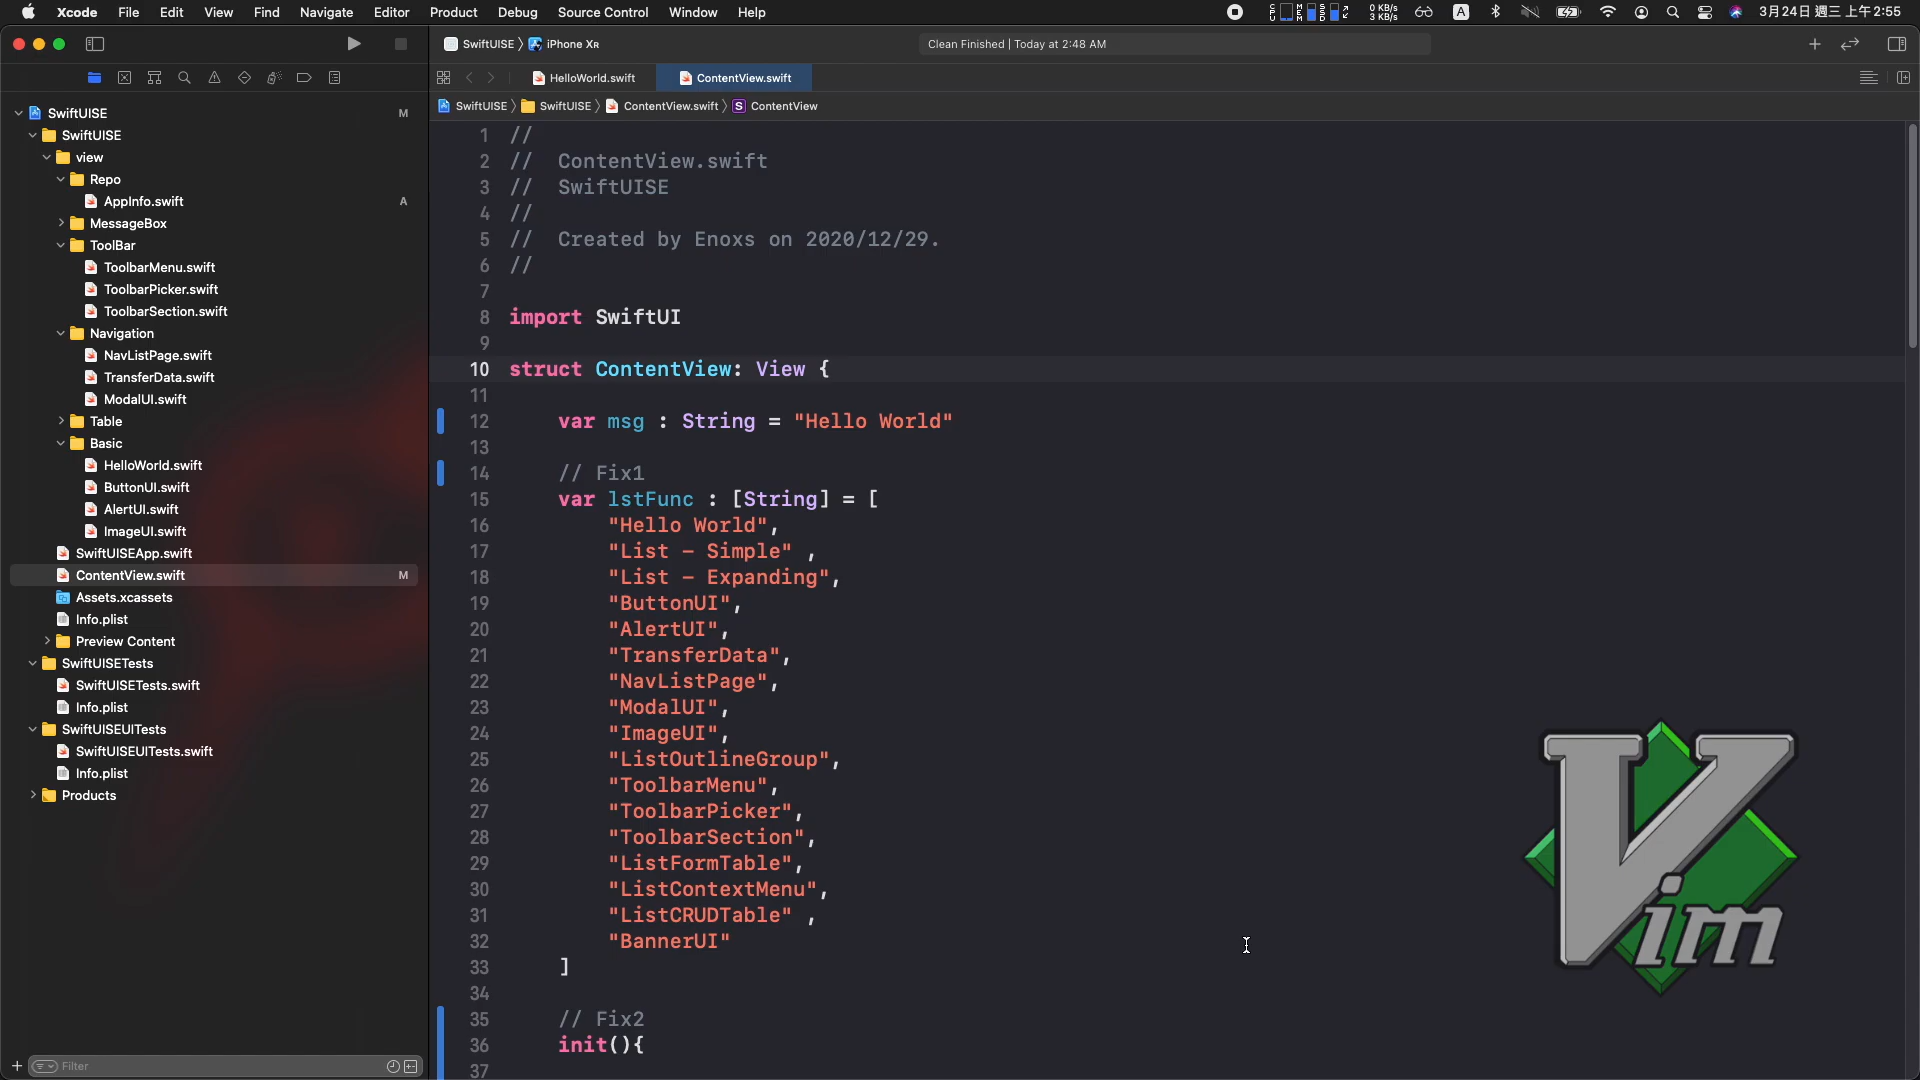 Xcode File Edit View Find Navigate Editor Product Debug Source Control Window Help
CPU MEM SSD 0 KB/s 3 KB/s A 3月24日 週三 上午2:55
SwiftUISE iPhone XR
Clean Finished | Today at 2:48 AM
HelloWorld.swift ContentView.swift
SwiftUISE SwiftUISE ContentView.swift S ContentView
SwiftUISE M
SwiftUISE
view
Repo
AppInfo.swift A
MessageBox
ToolBar
ToolbarMenu.swift
ToolbarPicker.swift
ToolbarSection.swift
Navigation
NavListPage.swift
TransferData.swift
ModalUI.swift
Table
Basic
HelloWorld.swift
ButtonUI.swift
AlertUI.swift
ImageUI.swift
SwiftUISEApp.swift
ContentView.swift M
Assets.xcassets
Info.plist
Preview Content
SwiftUISETests
SwiftUISETests.swift
Info.plist
SwiftUISEUITests
SwiftUISEUITests.swift
Info.plist
Products
Filter
1 //
2 //  ContentView.swift
3 //  SwiftUISE
4 //
5 //  Created by Enoxs on 2020/12/29.
6 //
7
8 import SwiftUI
9
10 struct ContentView: View {
11
12     var msg : String = "Hello World"
13
14     // Fix1
15     var lstFunc : [String] = [
16         "Hello World",
17         "List - Simple" ,
18         "List - Expanding",
19         "ButtonUI",
20         "AlertUI",
21         "TransferData",
22         "NavListPage",
23         "ModalUI",
24         "ImageUI",
25         "ListOutlineGroup",
26         "ToolbarMenu",
27         "ToolbarPicker",
28         "ToolbarSection",
29         "ListFormTable",
30         "ListContextMenu",
31         "ListCRUDTable" ,
32         "BannerUI"
33     ]
34
35     // Fix2
36     init(){
37
Vim